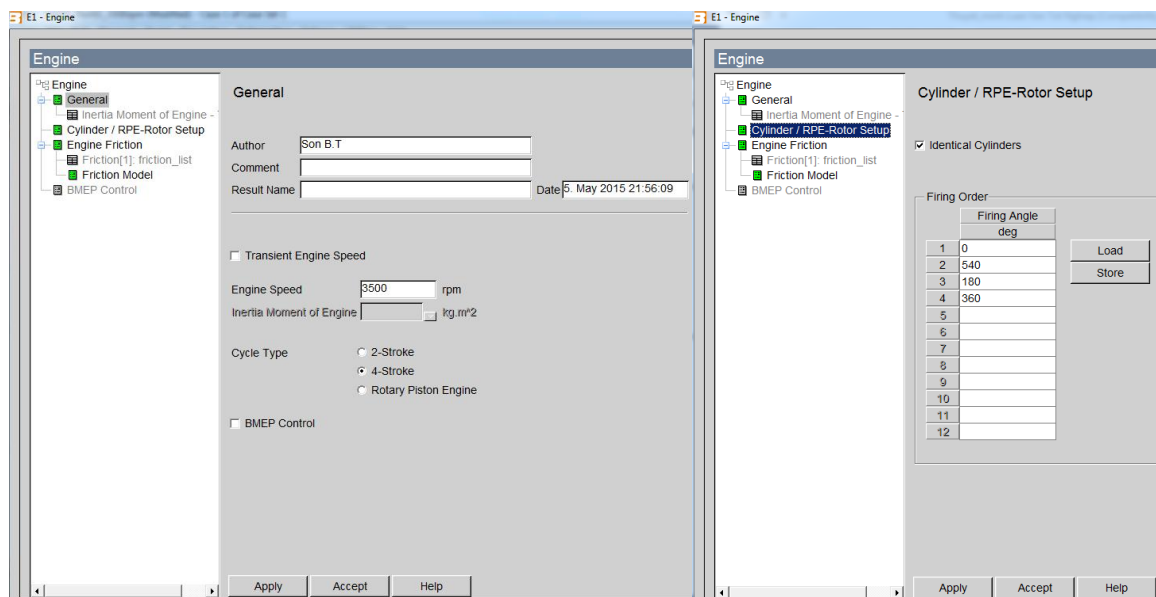 E1 - Engine
Engine
Engine
General
Inertia Moment of Engine -
Cylinder / RPE-Rotor Setup
Engine Friction
Friction[1]: friction_list
Friction Model
BMEP Control
General
Author Son B.T
Comment
Result Name Date 5. May 2015 21:56:09
Transient Engine Speed
Engine Speed 3500 rpm
Inertia Moment of Engine kg.m^2
Cycle Type 2-Stroke
4-Stroke
Rotary Piston Engine
BMEP Control
Apply Accept Help
E1 - Engine
Engine
Engine
General
Inertia Moment of Engine -
Cylinder / RPE-Rotor Setup
Engine Friction
Friction[1]: friction_list
Friction Model
BMEP Control
Cylinder / RPE-Rotor Setup
Identical Cylinders
Firing Order
Firing Angle
deg
1 0
2 540
3 180
4 360
5
6
7
8
9
10
11
12
Load
Store
Apply Accept Help